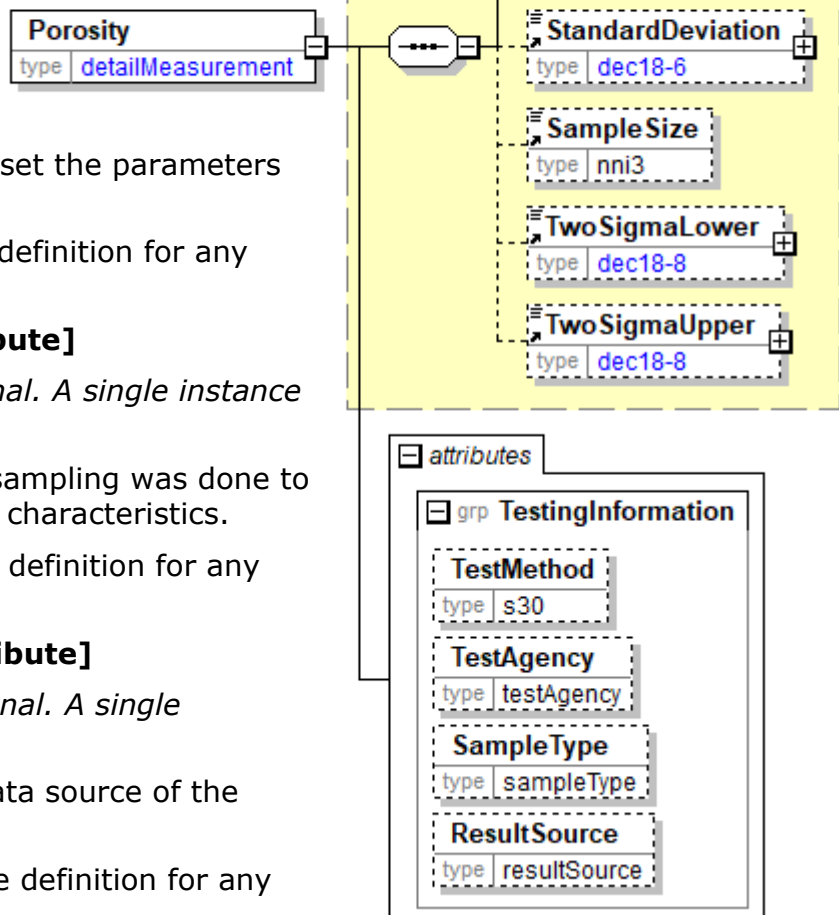 Porosity
type detailMeasurement
StandardDeviation
type dec18-6
SampleSize
type nni3
TwoSigmaLower
type dec18-8
TwoSigmaUpper
type dec18-8
set the parameters
definition for any
bute]
nal. A single instance
sampling was done to
characteristics.
definition for any
ibute]
nal. A single
ata source of the
e definition for any
attributes
grp TestingInformation
TestMethod
type s30
TestAgency
type testAgency
SampleType
type sampleType
ResultSource
type resultSource